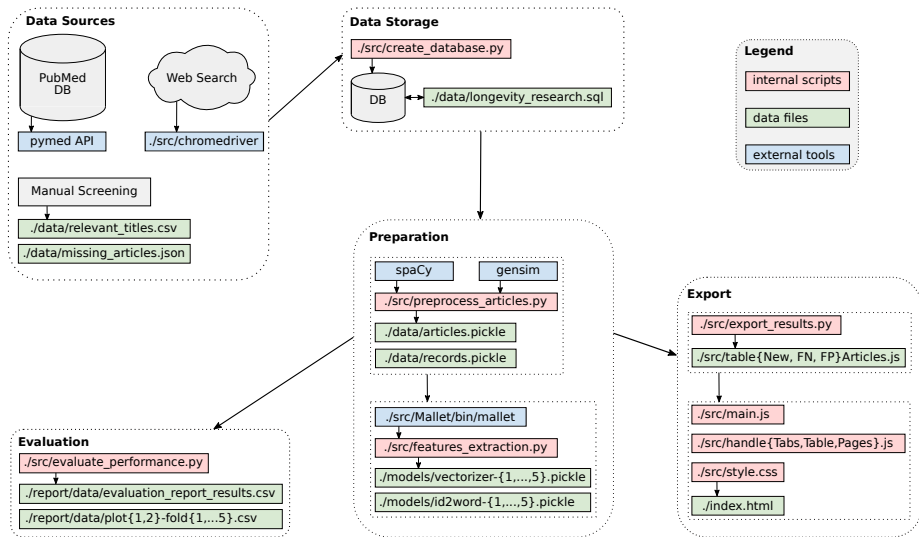 Data Sources
PubMed
DB
Web Search
pymed API
./src/chromedriver
Manual Screening
./data/relevant_titles.csv
./data/missing_articles.json
Data Storage
./src/create_database.py
DB
./data/longevity_research.sql
Legend
internal scripts
data files
external tools
Preparation
spaCy
gensim
./src/preprocess_articles.py
./data/articles.pickle
./data/records.pickle
./src/Mallet/bin/mallet
./src/features_extraction.py
./models/vectorizer-{1,...,5}.pickle
./models/id2word-{1,...,5}.pickle
Evaluation
./src/evaluate_performance.py
./report/data/evaluation_report_results.csv
./report/data/plot{1,2}-fold{1,...5}.csv
Export
./src/export_results.py
./src/table{New, FN, FP}Articles.js
./src/main.js
./src/handle{Tabs,Table,Pages}.js
./src/style.css
./index.html